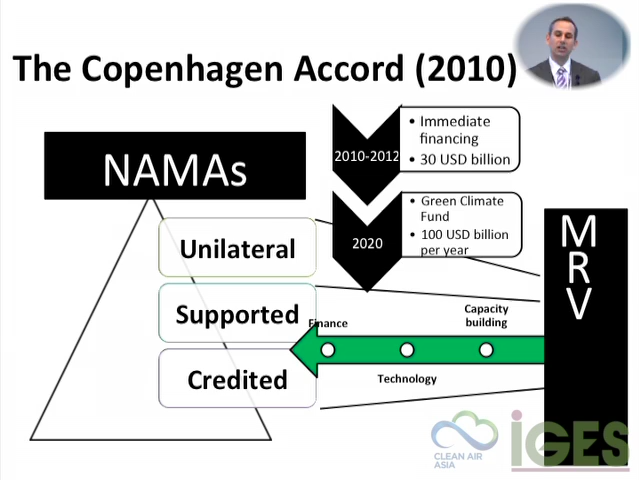 The Copenhagen Accord (2010)
NAMAs
2010-2012
• Immediate
financing
• 30 USD billion
2020
• Green Climate
Fund
• 100 USD billion
per year
Unilateral
Supported
Credited
Finance
Technology
Capacity
building
M
R
V
CLEAN AIR
ASIA
iGES